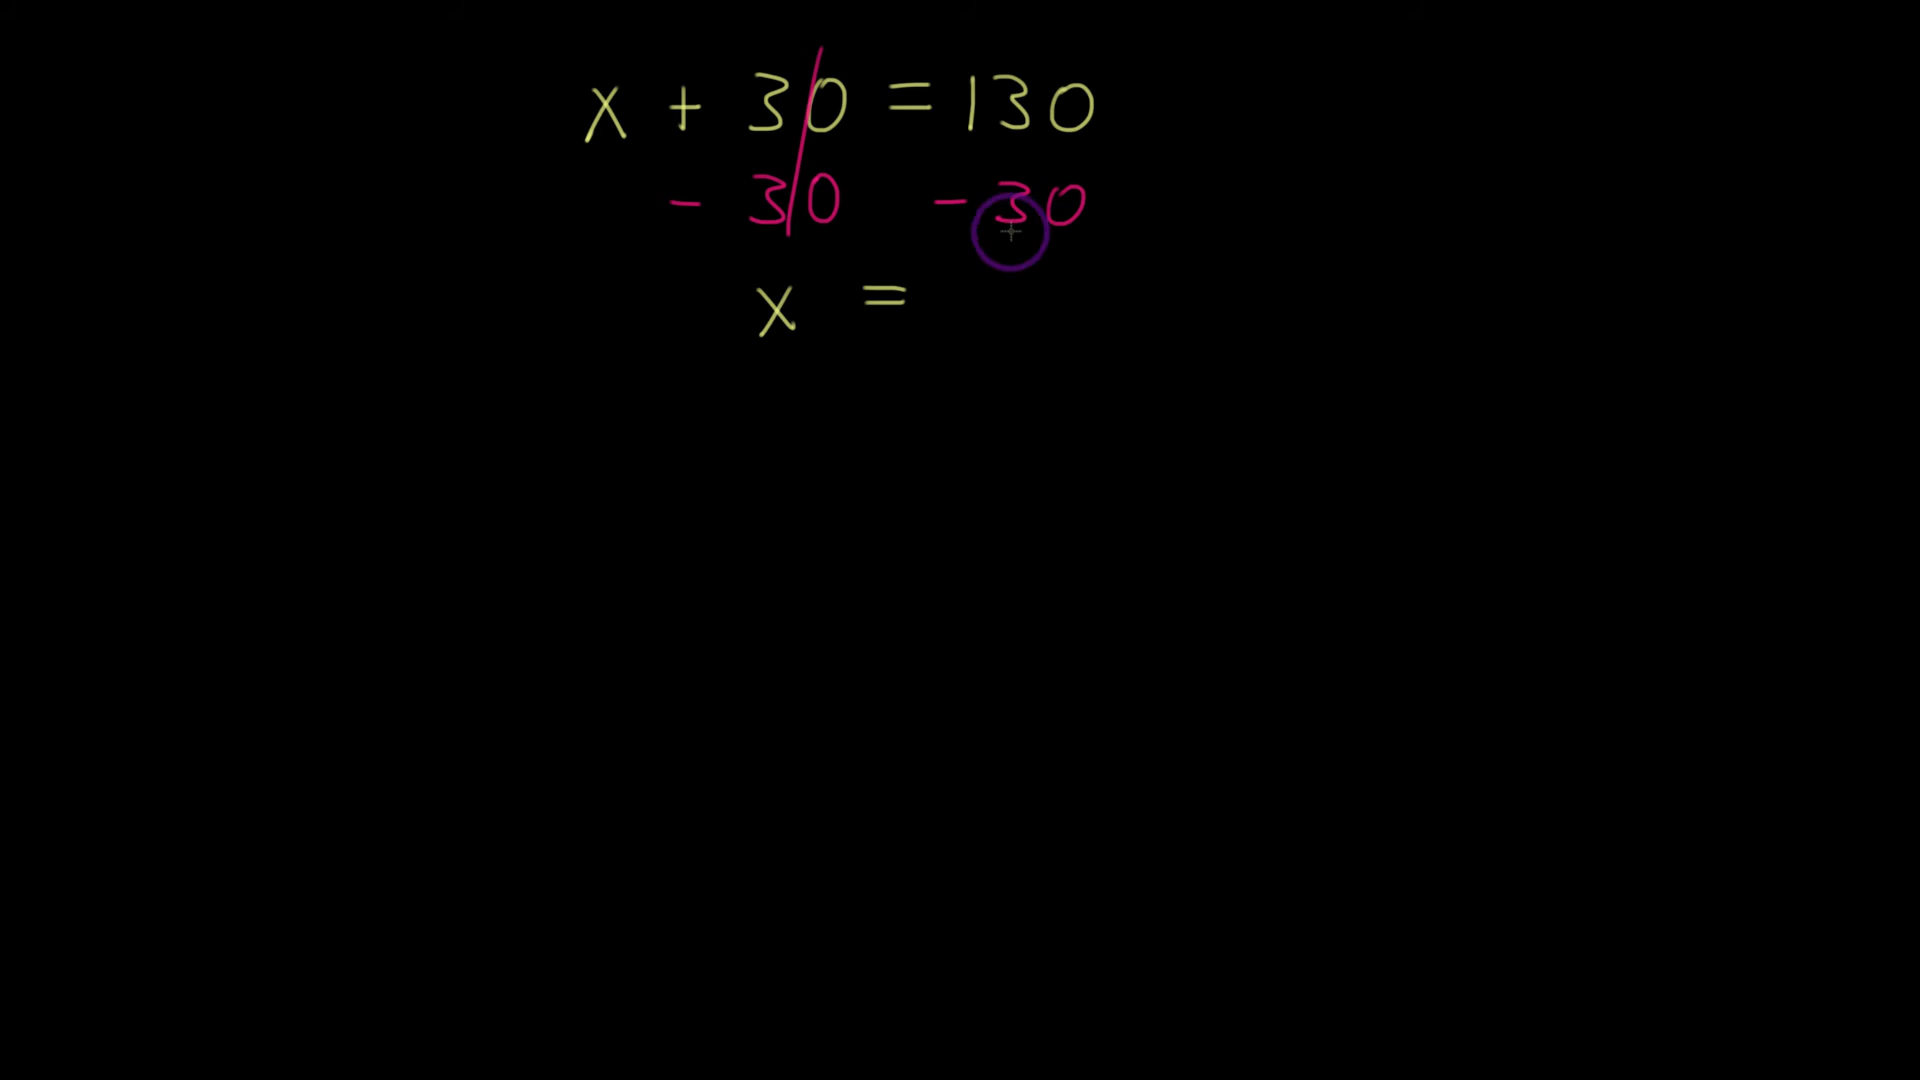 x + 30 = 130
- 30 - 30
x =